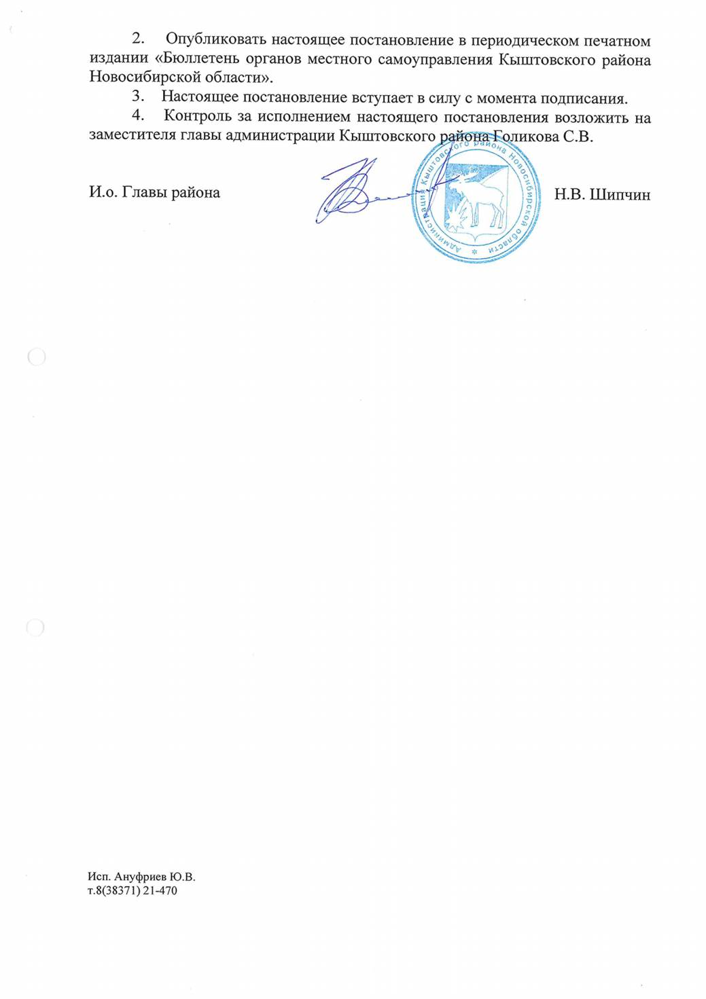 2. Опубликовать настоящее постановление в периодическом печатном
издании «Бюллетень органов местного самоуправления Кыштовского района
Новосибирской области».
3. Настоящее постановление вступает в силу с момента подписания.
4. Контроль за исполнением настоящего постановления возложить на
заместителя главы администрации Кыштовского района Голикова С.В.
И.о. Главы района
Администрация Кыштовского района Новосибирской области *
Н.В. Шипчин
Исп. Ануфриев Ю.В.
т.8(38371) 21-470